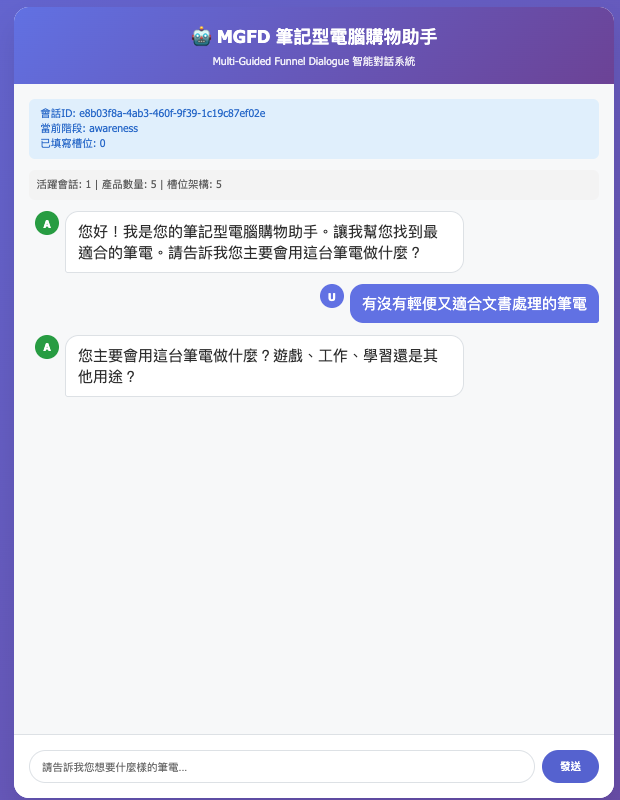 🤖 MGFD 筆記型電腦購物助手
Multi-Guided Funnel Dialogue 智能對話系統
會話ID: e8b03f8a-4ab3-460f-9f39-1c19c87ef02e
當前階段: awareness
已填寫槽位: 0
活躍會話: 1 | 產品數量: 5 | 槽位架構: 5
A
您好！我是您的筆記型電腦購物助手。讓我幫您找到最
適合的筆電。請告訴我您主要會用這台筆電做什麼？
U
有沒有輕便又適合文書處理的筆電
A
您主要會用這台筆電做什麼？遊戲、工作、學習還是其
他用途？
請告訴我您想要什麼樣的筆電...
發送